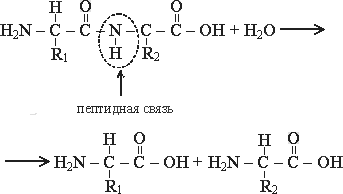 H O H O
H₂N – C – C – N – C – C – OH + H₂O ⟶
R₁ H R₂
пептидная связь
H O H O
⟶ H₂N – C – C – OH + H₂N – C – C – OH
R₁ R₂